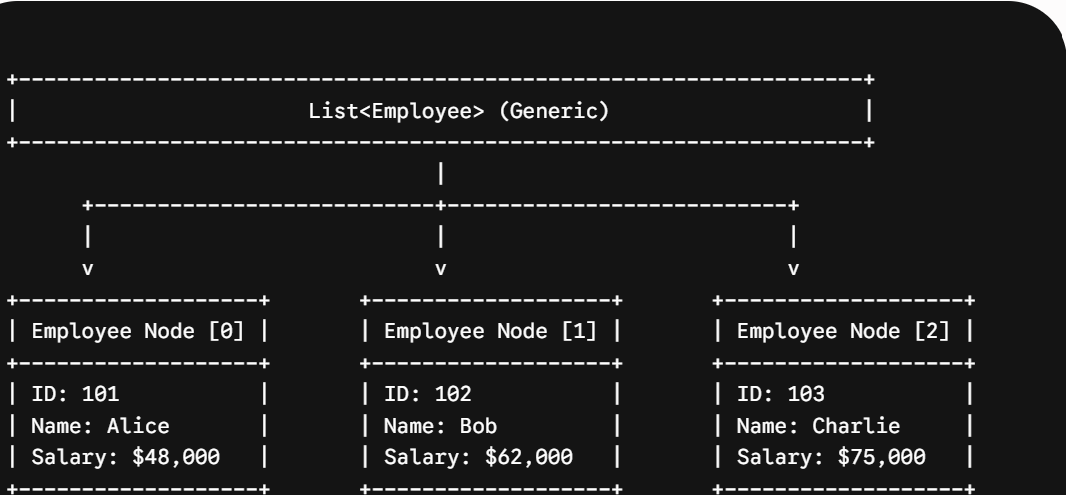 +-------------------------------------------------------------------+
|                       List<Employee> (Generic)                    |
+-------------------------------------------------------------------+
                                  |
      +---------------------------+---------------------------+
      |                           |                           |
      v                           v                           v
+-------------------+       +-------------------+       +-------------------+
| Employee Node [0] |       | Employee Node [1] |       | Employee Node [2] |
+-------------------+       +-------------------+       +-------------------+
| ID: 101           |       | ID: 102           |       | ID: 103           |
| Name: Alice       |       | Name: Bob         |       | Name: Charlie     |
| Salary: $48,000   |       | Salary: $62,000   |       | Salary: $75,000   |
+-------------------+       +-------------------+       +-------------------+